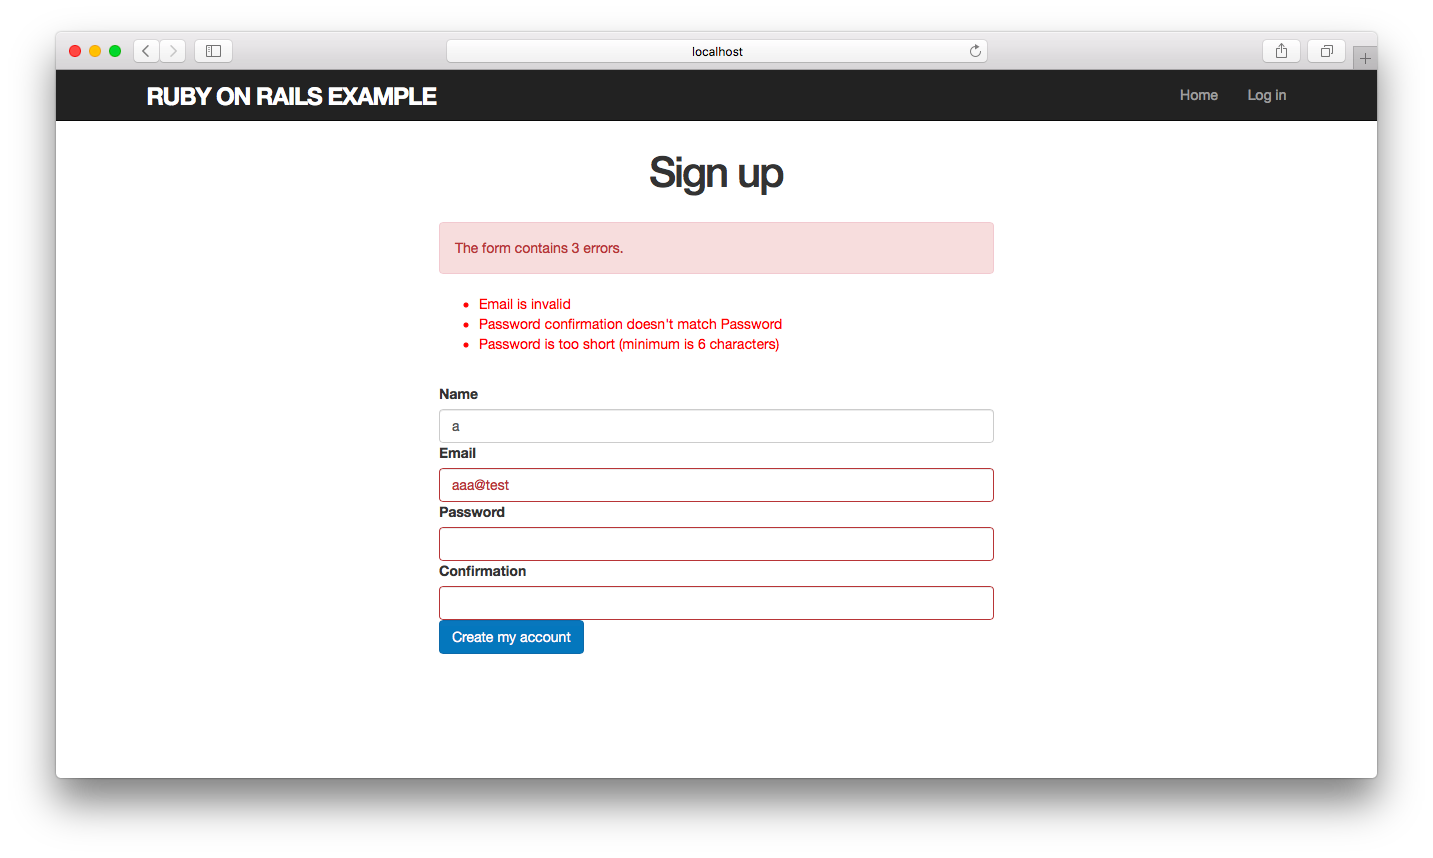 localhost
RUBY ON RAILS EXAMPLE
Home
Log in
Sign up
The form contains 3 errors.
Email is invalid
Password confirmation doesn't match Password
Password is too short (minimum is 6 characters)
Name
a
Email
aaa@test
Password
Confirmation
Create my account